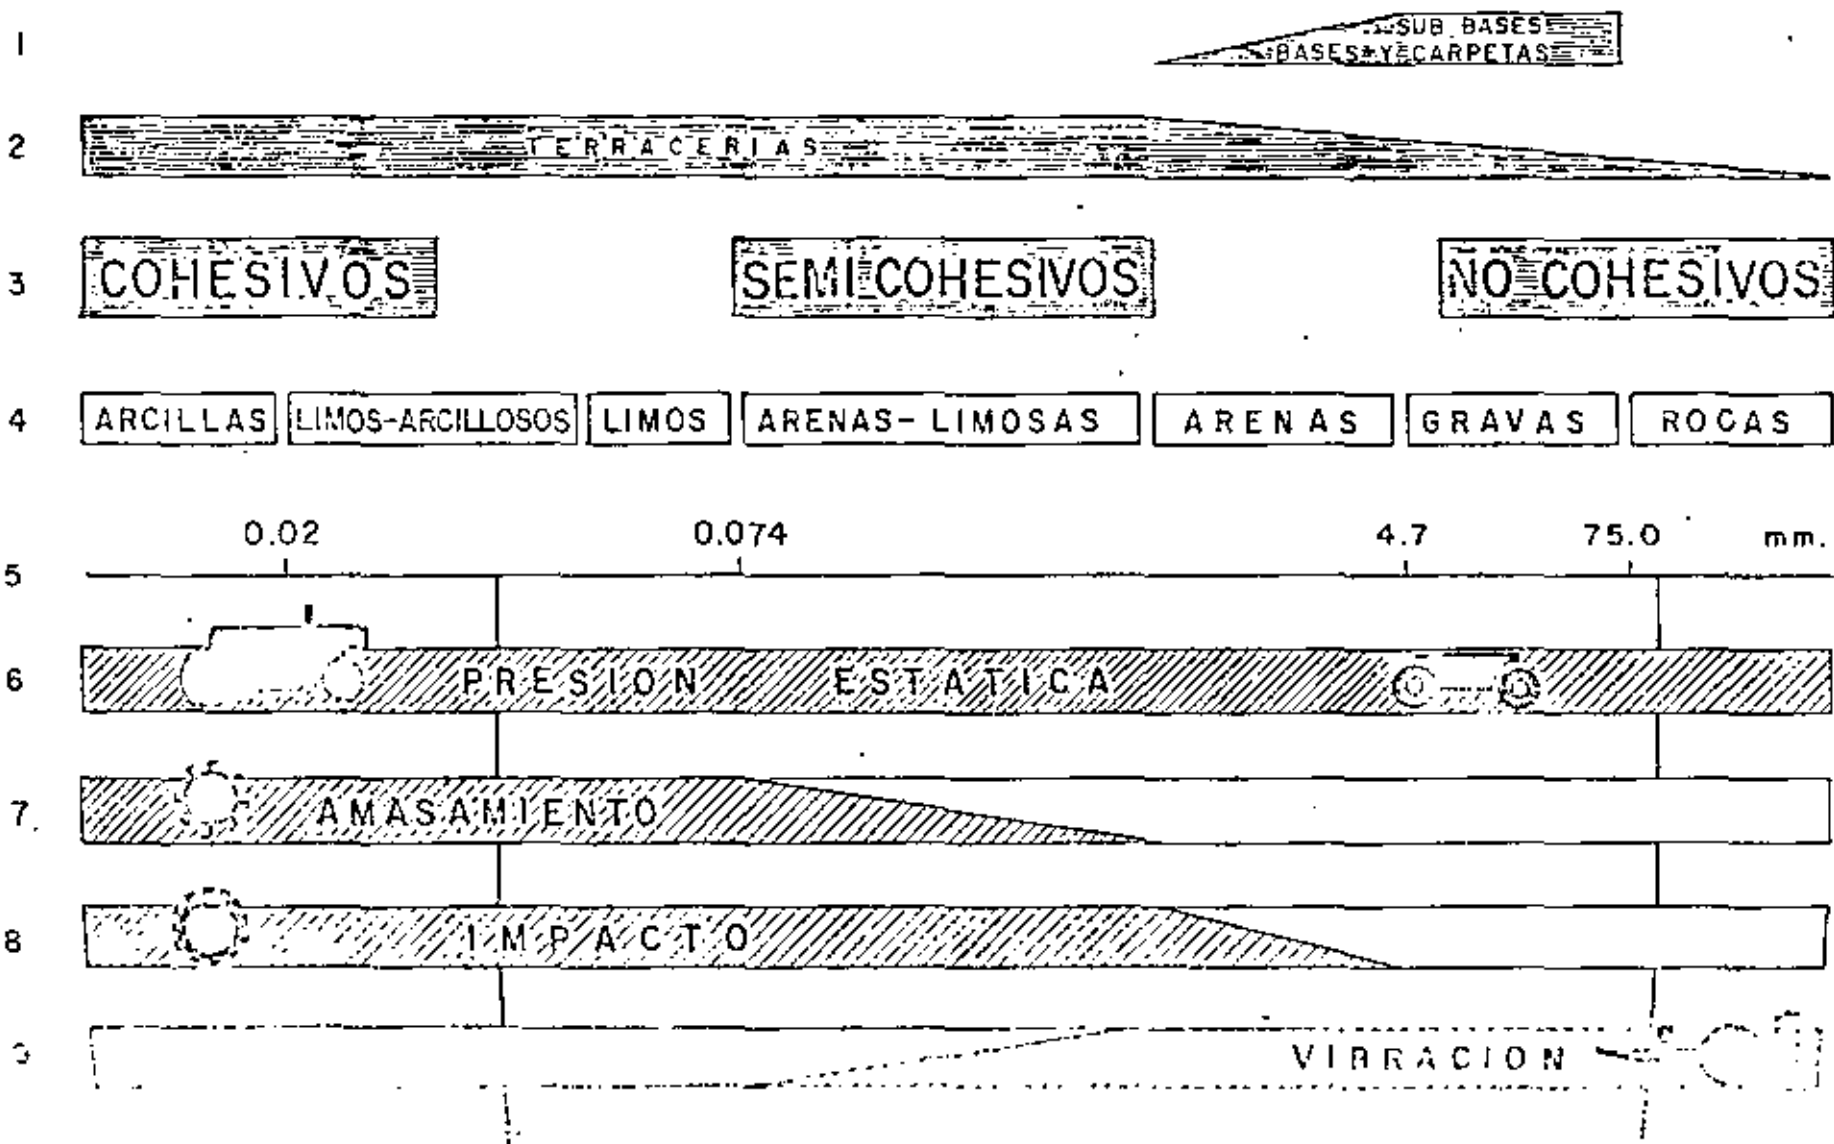 1 SUB BASES
BASES Y CARPETAS
2 TERRACERIAS
3 COHESIVOS SEMI COHESIVOS NO COHESIVOS
4 ARCILLAS LIMOS-ARCILLOSOS LIMOS ARENAS-LIMOSAS ARENAS GRAVAS ROCAS
0.02 0.074 4.7 75.0 mm.
5
6 PRESION ESTATICA
7 AMASAMIENTO
8 IMPACTO
VIBRACION